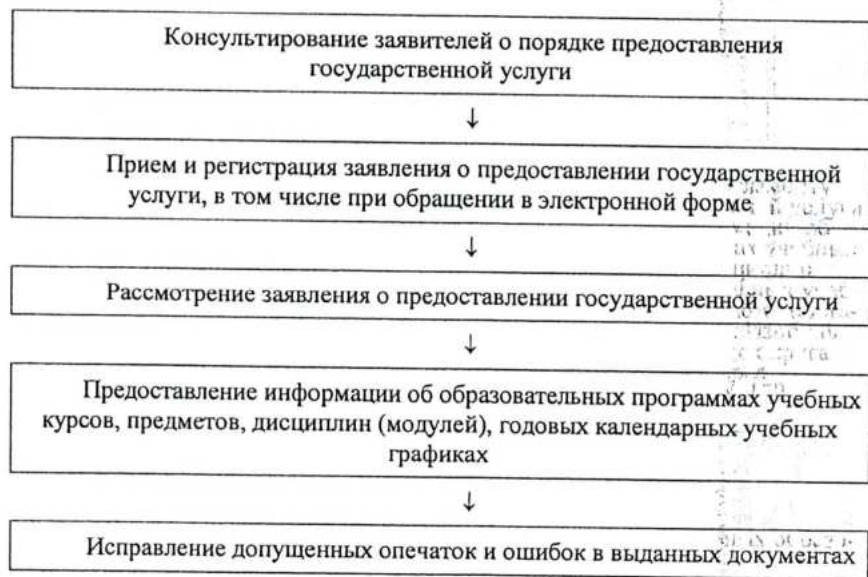 Консультирование заявителей о порядке предоставления
государственной услуги
↓
Прием и регистрация заявления о предоставлении государственной
услуги, в том числе при обращении в электронной форме
↓
Рассмотрение заявления о предоставлении государственной услуги
↓
Предоставление информации об образовательных программах учебных
курсов, предметов, дисциплин (модулей), годовых календарных учебных
графиках
↓
Исправление допущенных опечаток и ошибок в выданных документах